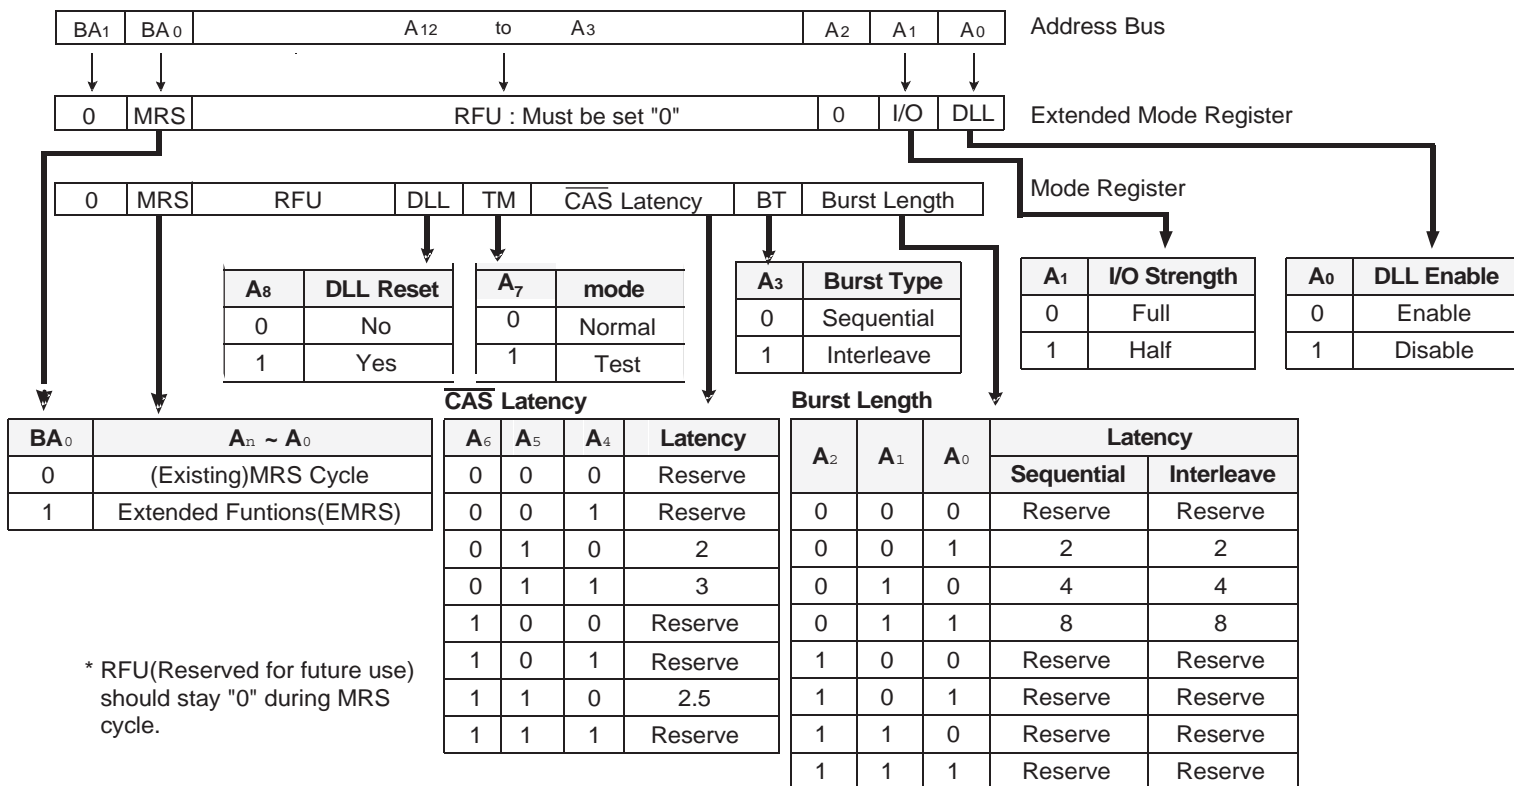 BA1 BA0 A12 to A3 A2 A1 A0 Address Bus
0 MRS RFU : Must be set "0" 0 I/O DLL Extended Mode Register
0 MRS RFU DLL TM CAS Latency BT Burst Length Mode Register
A8 DLL Reset
0 No
1 Yes
A7 mode
0 Normal
1 Test
A3 Burst Type
0 Sequential
1 Interleave
A1 I/O Strength
0 Full
1 Half
A0 DLL Enable
0 Enable
1 Disable
BA0 An ~ A0
0 (Existing)MRS Cycle
1 Extended Funtions(EMRS)
* RFU(Reserved for future use)
should stay "0" during MRS
cycle.
CAS Latency
A6 A5 A4 Latency
0 0 0 Reserve
0 0 1 Reserve
0 1 0 2
0 1 1 3
1 0 0 Reserve
1 0 1 Reserve
1 1 0 2.5
1 1 1 Reserve
Burst Length
A2 A1 A0 Latency
Sequential Interleave
0 0 0 Reserve Reserve
0 0 1 2 2
0 1 0 4 4
0 1 1 8 8
1 0 0 Reserve Reserve
1 0 1 Reserve Reserve
1 1 0 Reserve Reserve
1 1 1 Reserve Reserve